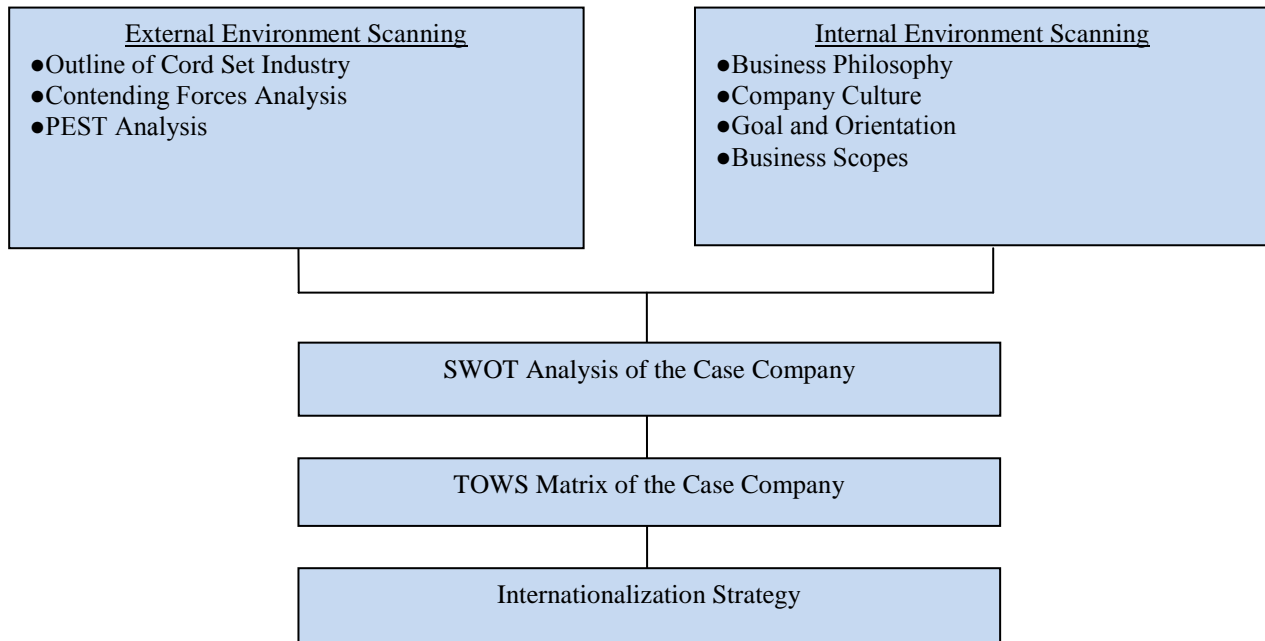 External Environment Scanning
●Outline of Cord Set Industry
●Contending Forces Analysis
●PEST Analysis
Internal Environment Scanning
●Business Philosophy
●Company Culture
●Goal and Orientation
●Business Scopes
SWOT Analysis of the Case Company
TOWS Matrix of the Case Company
Internationalization Strategy